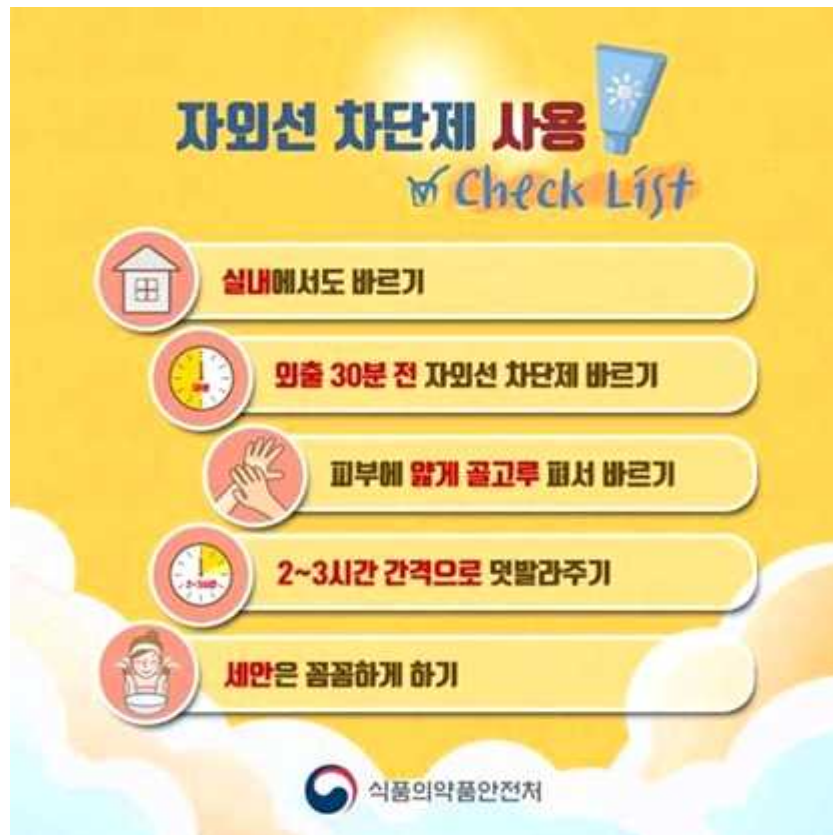 자외선 차단제 사용
Check List
실내에서도 바르기
외출 30분 전 자외선 차단제 바르기
피부에 얇게 골고루 펴서 바르기
2~3시간 간격으로 덧발라주기
세안은 꼼꼼하게 하기
식품의약품안전처